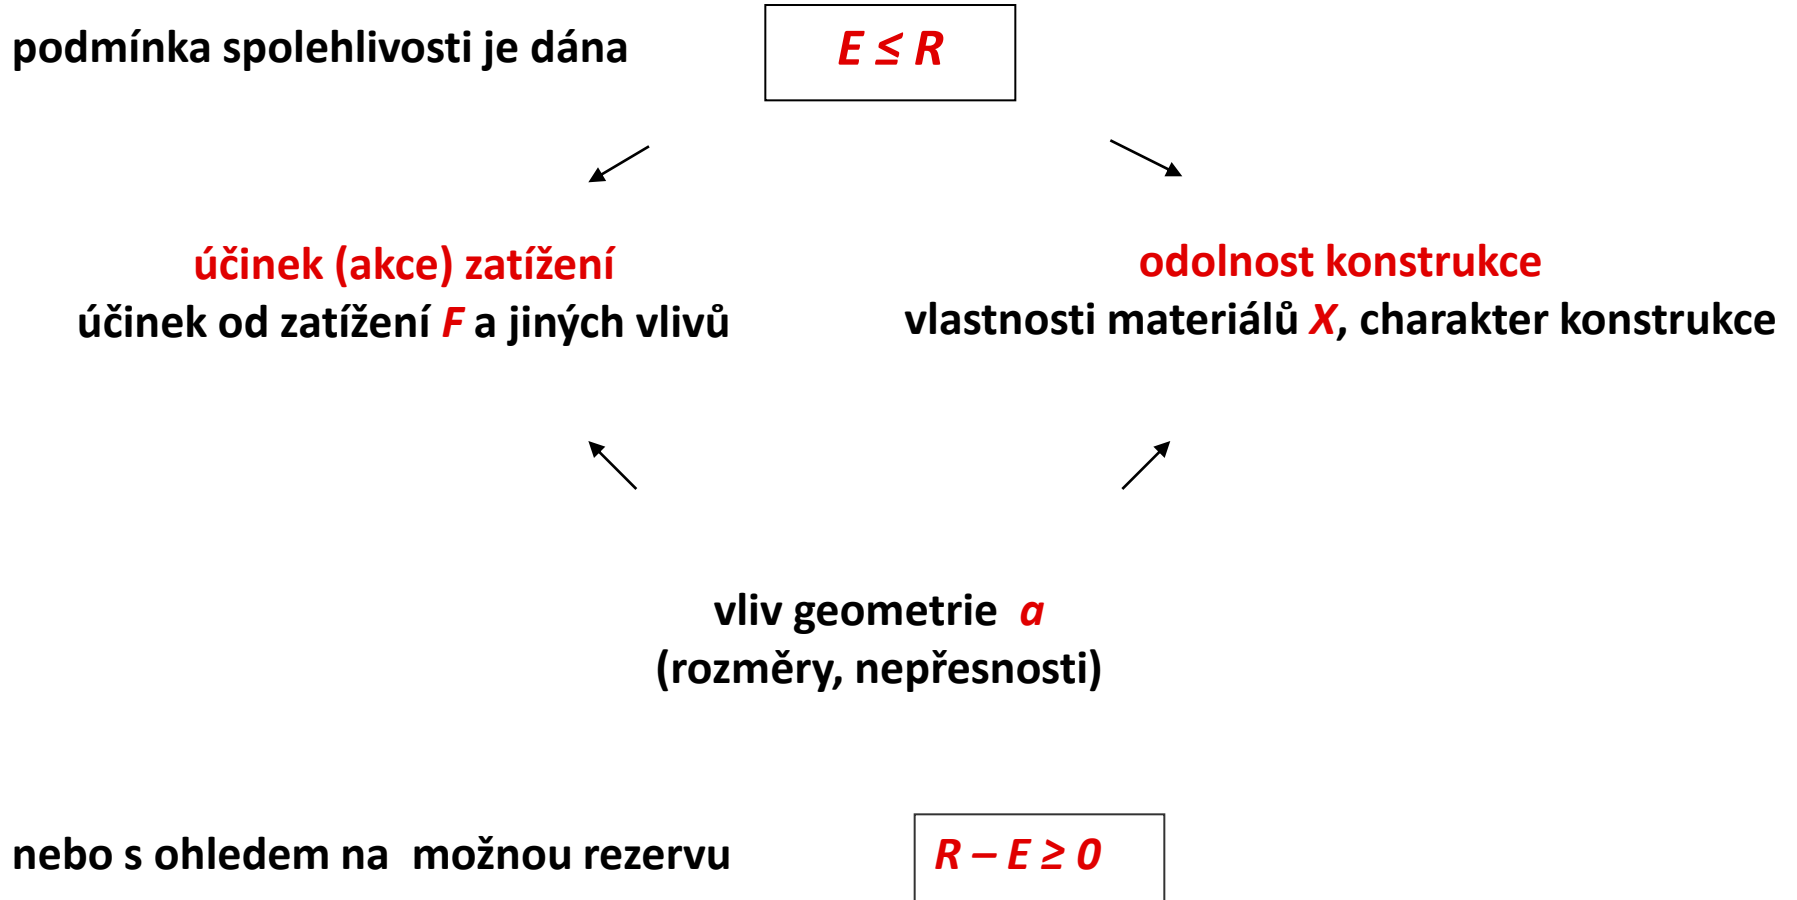 podmínka spolehlivosti je dána
E ≤ R
účinek (akce) zatížení
účinek od zatížení F a jiných vlivů
odolnost konstrukce
vlastnosti materiálů X, charakter konstrukce
vliv geometrie a
(rozměry, nepřesnosti)
nebo s ohledem na možnou rezervu
R – E ≥ 0